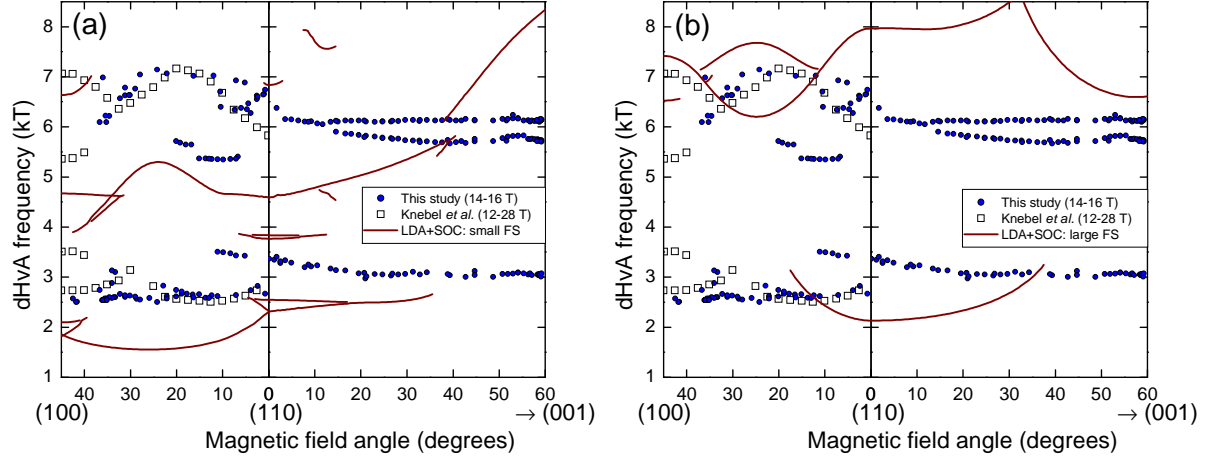 (a)
dHvA frequency (kT)
8
7
6
5
4
3
2
1
This study (14-16 T)
Knebel et al. (12-28 T)
LDA+SOC: small FS
40 30 20 10 0 10 20 30 40 50 60
(100) (110) → (001)
Magnetic field angle (degrees)
(b)
dHvA frequency (kT)
8
7
6
5
4
3
2
1
This study (14-16 T)
Knebel et al. (12-28 T)
LDA+SOC: large FS
40 30 20 10 0 10 20 30 40 50 60
(100) (110) → (001)
Magnetic field angle (degrees)